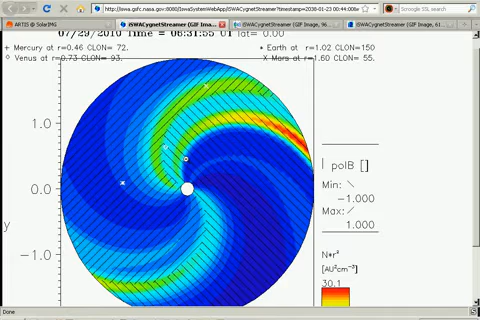 http://iswa.gsfc.nasa.gov:8080/IswaSystemWebApp/iSWACygnetStreamer?timestamp=2038-01-23 00:44:00&
SolarSoft search
ARTIS @ SolarIMG
iSWACygnetStreamer (GIF Imag...
iSWACygnetStreamer (GIF Image, 96...
iSWACygnetStreamer (GIF Image, 61...
07/29/2010 Time = 06:31:55 UT lat= 0.00
+ Mercury at r=0.46 CLON= 72.
* Earth at r=1.02 CLON=150
◇ Venus at r=0.73 CLON= 93.
X Mars at r=1.60 CLON= 55.
1.0
0.0
-1.0
y
polB []
Min: \
-1.000
Max: /
1.000
N*r²
[AU²cm⁻³]
30.1
Done